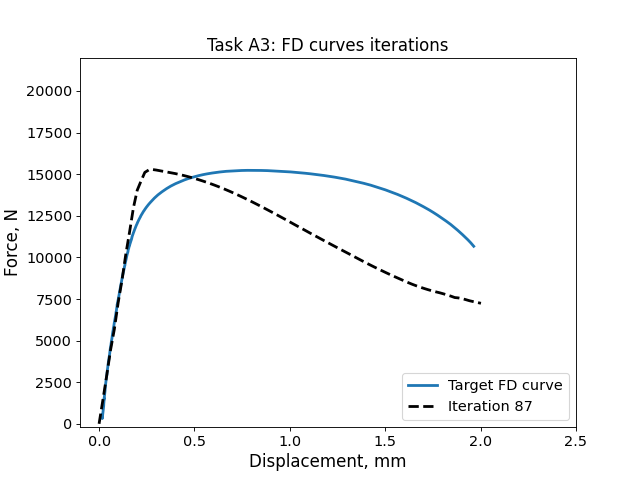 Task A3: FD curves iterations
Force, N
20000
17500
15000
12500
10000
7500
5000
2500
0
0.0 0.5 1.0 1.5 2.0 2.5
Displacement, mm
Target FD curve
Iteration 87